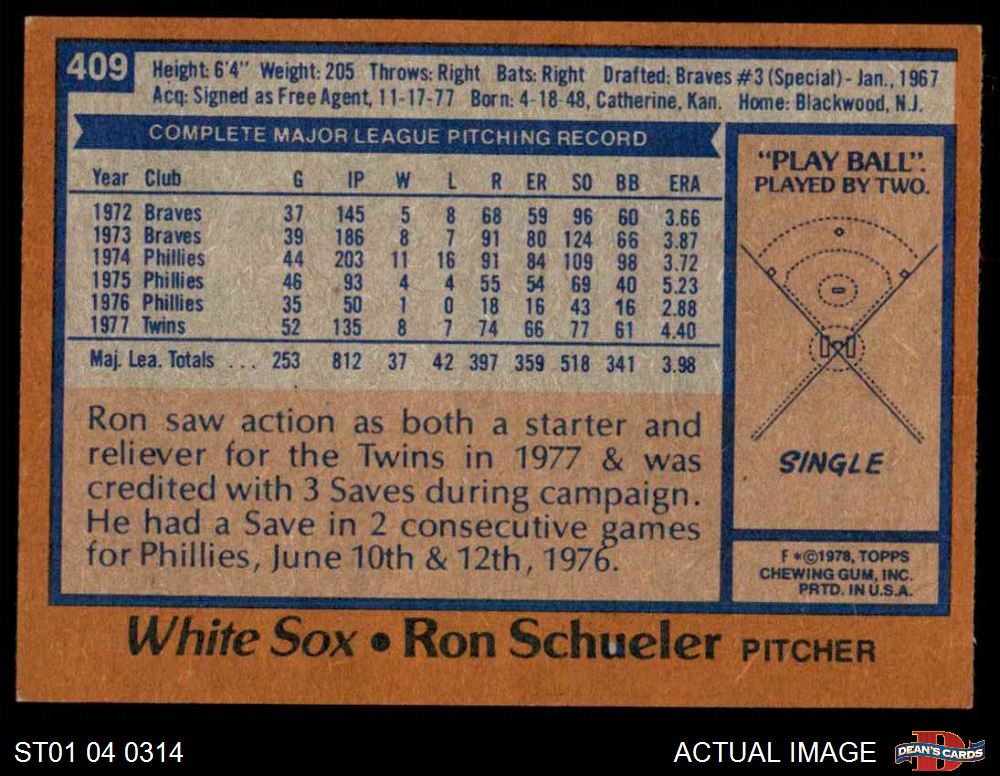 409
Height: 6'4" Weight: 205 Throws: Right Bats: Right Drafted: Braves #3 (Special) - Jan., 1967
Acq: Signed as Free Agent, 11-17-77 Born: 4-18-48, Catherine, Kan. Home: Blackwood, N.J.
COMPLETE MAJOR LEAGUE PITCHING RECORD
Year Club G IP W L R ER SO BB ERA
1972 Braves 37 145 5 8 68 59 96 60 3.66
1973 Braves 39 186 8 7 91 80 124 66 3.87
1974 Phillies 44 203 11 16 91 84 109 98 3.72
1975 Phillies 46 93 4 4 55 54 69 40 5.23
1976 Phillies 35 50 1 0 18 16 43 16 2.88
1977 Twins 52 135 8 7 74 66 77 61 4.40
Maj. Lea. Totals ... 253 812 37 42 397 359 518 341 3.98
Ron saw action as both a starter and
reliever for the Twins in 1977 & was
credited with 3 Saves during campaign.
He had a Save in 2 consecutive games
for Phillies, June 10th & 12th, 1976.
"PLAY BALL".
PLAYED BY TWO.
SINGLE
F *©1978, TOPPS
CHEWING GUM, INC.
PRTD. IN U.S.A.
White Sox • Ron Schueler PITCHER
ST01 04 0314
ACTUAL IMAGE
D
DEAN'S CARDS